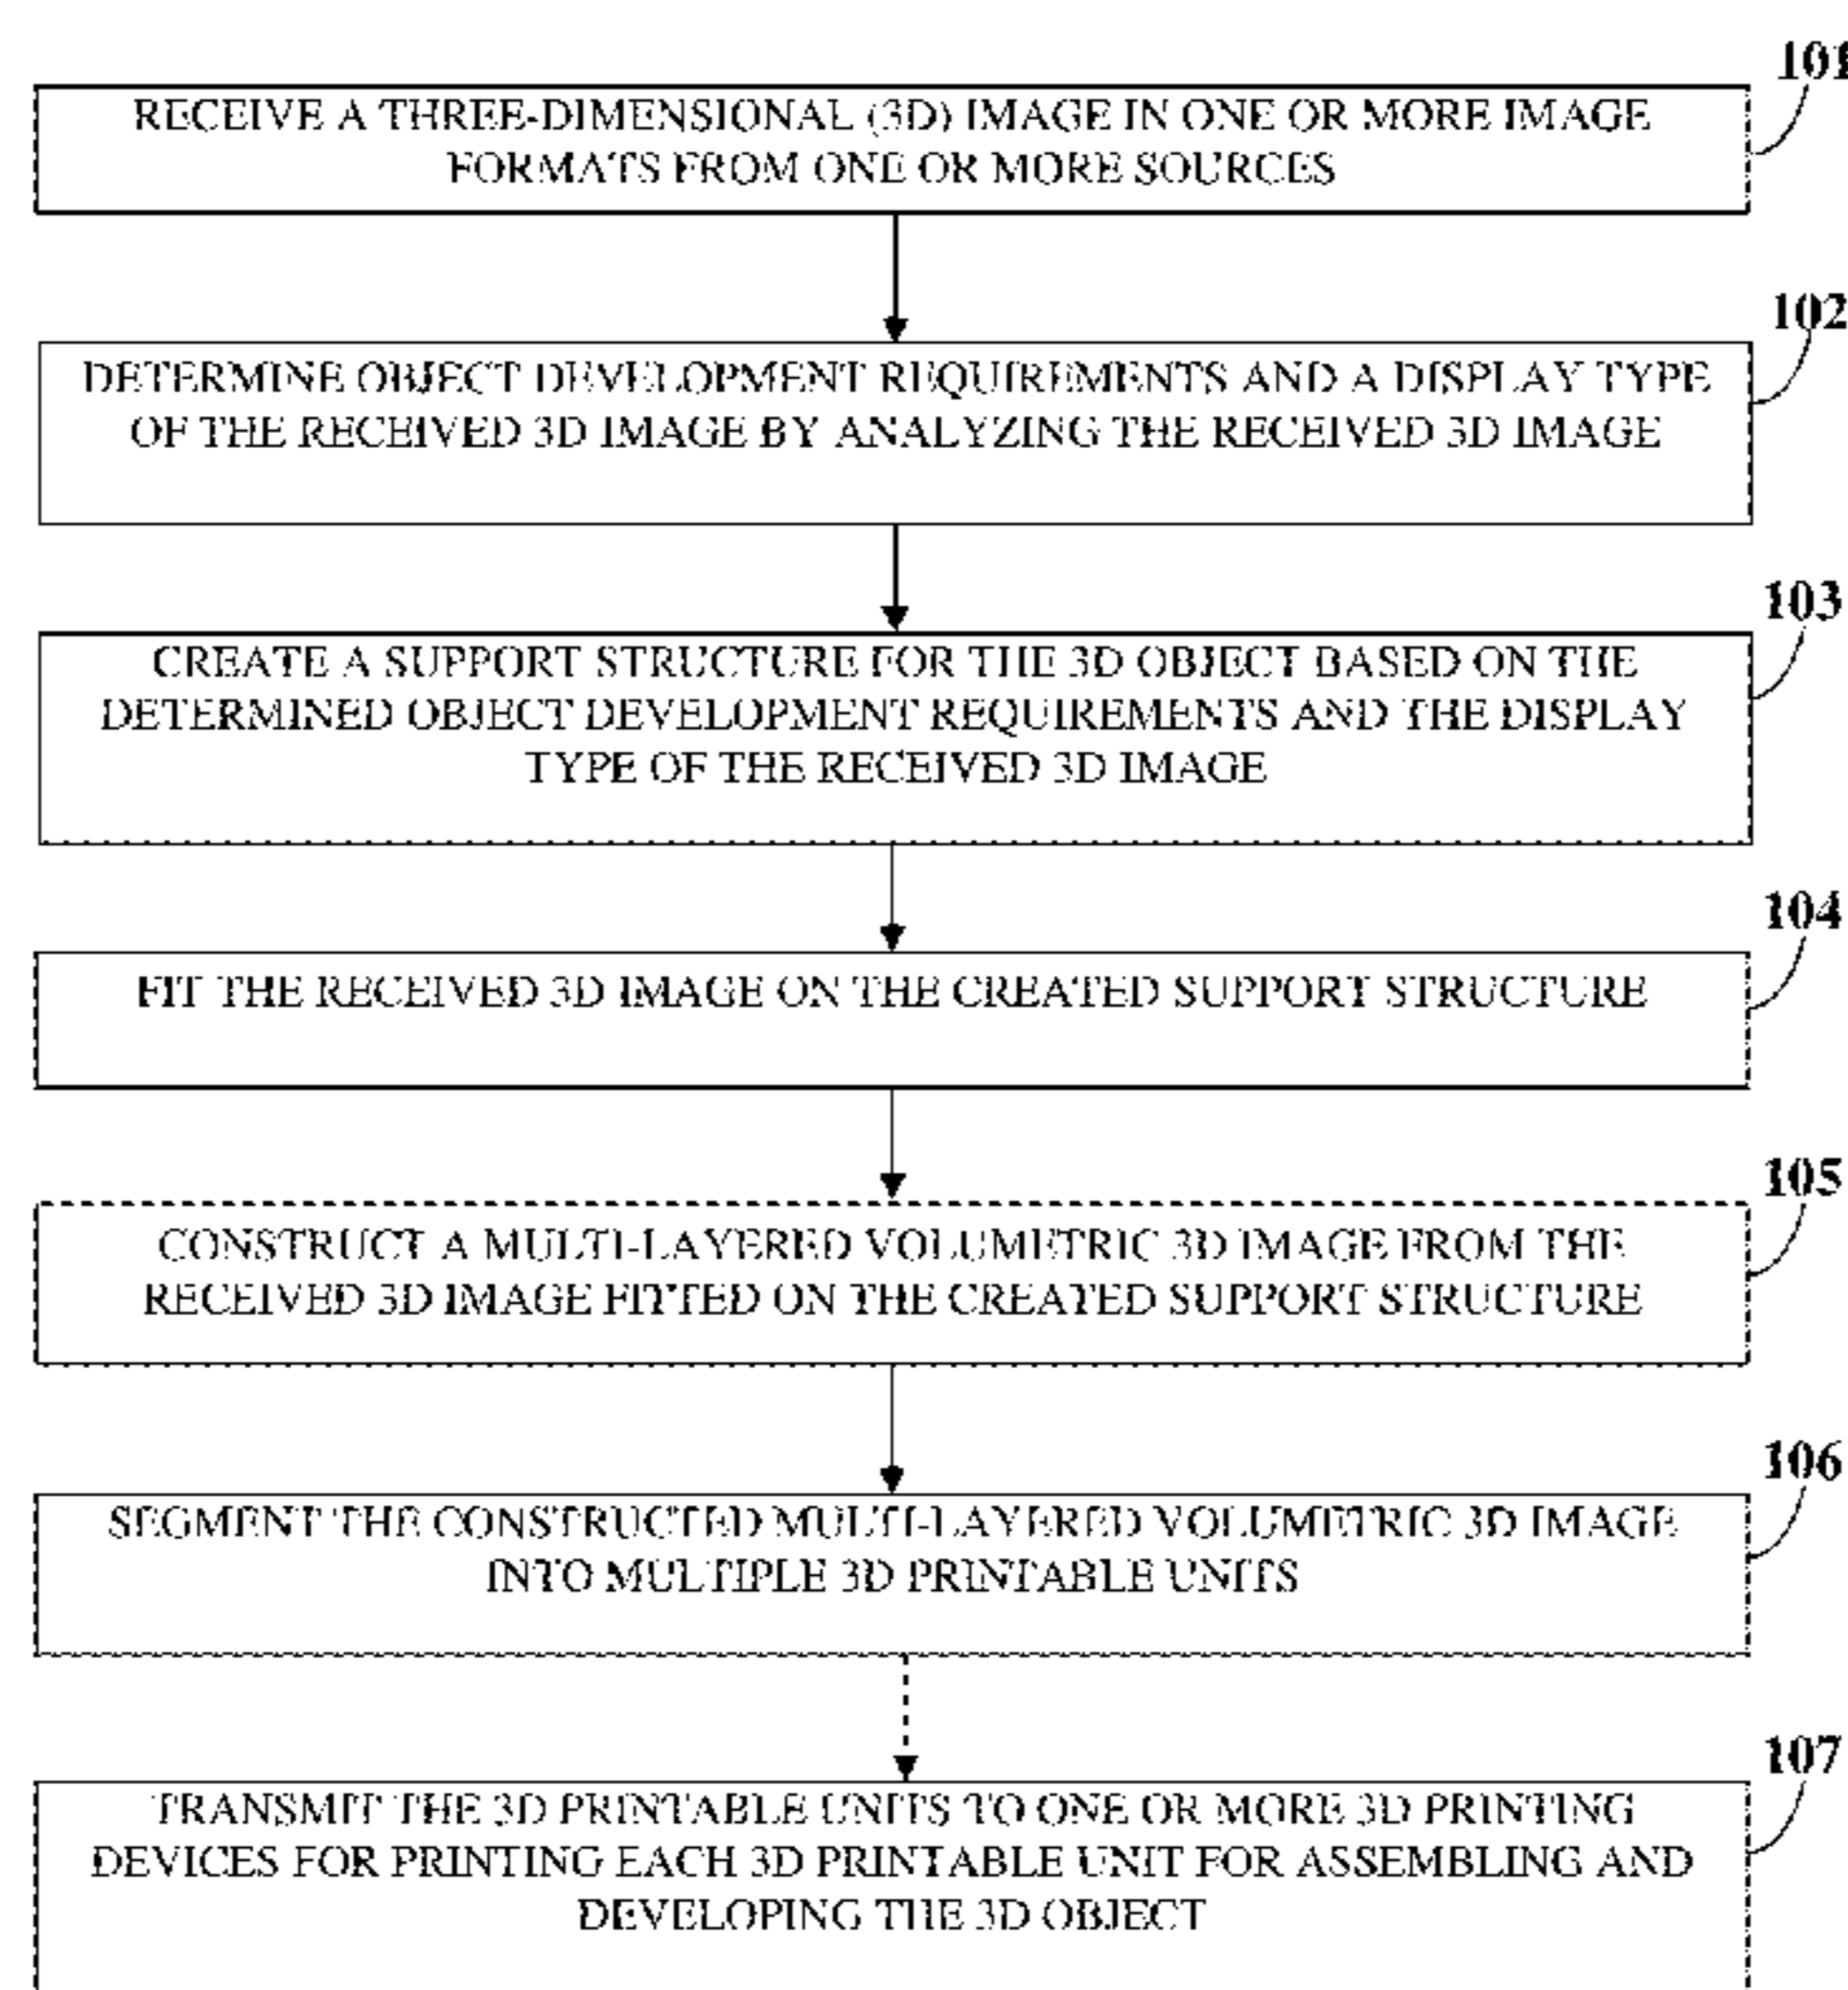 101
RECEIVE A THREE-DIMENSIONAL (3D) IMAGE IN ONE OR MORE IMAGE
FORMATS FROM ONE OR MORE SOURCES
102
DETERMINE OBJECT DEVELOPMENT REQUIREMENTS AND A DISPLAY TYPE
OF THE RECEIVED 3D IMAGE BY ANALYZING THE RECEIVED 3D IMAGE
103
CREATE A SUPPORT STRUCTURE FOR THE 3D OBJECT BASED ON THE
DETERMINED OBJECT DEVELOPMENT REQUIREMENTS AND THE DISPLAY
TYPE OF THE RECEIVED 3D IMAGE
104
FIT THE RECEIVED 3D IMAGE ON THE CREATED SUPPORT STRUCTURE
105
CONSTRUCT A MULTI-LAYERED VOLUMETRIC 3D IMAGE FROM THE
RECEIVED 3D IMAGE FITTED ON THE CREATED SUPPORT STRUCTURE
106
SEGMENT THE CONSTRUCTED MULTI-LAYERED VOLUMETRIC 3D IMAGE
INTO MULTIPLE 3D PRINTABLE UNITS
107
TRANSMIT THE 3D PRINTABLE UNITS TO ONE OR MORE 3D PRINTING
DEVICES FOR PRINTING EACH 3D PRINTABLE UNIT FOR ASSEMBLING AND
DEVELOPING THE 3D OBJECT